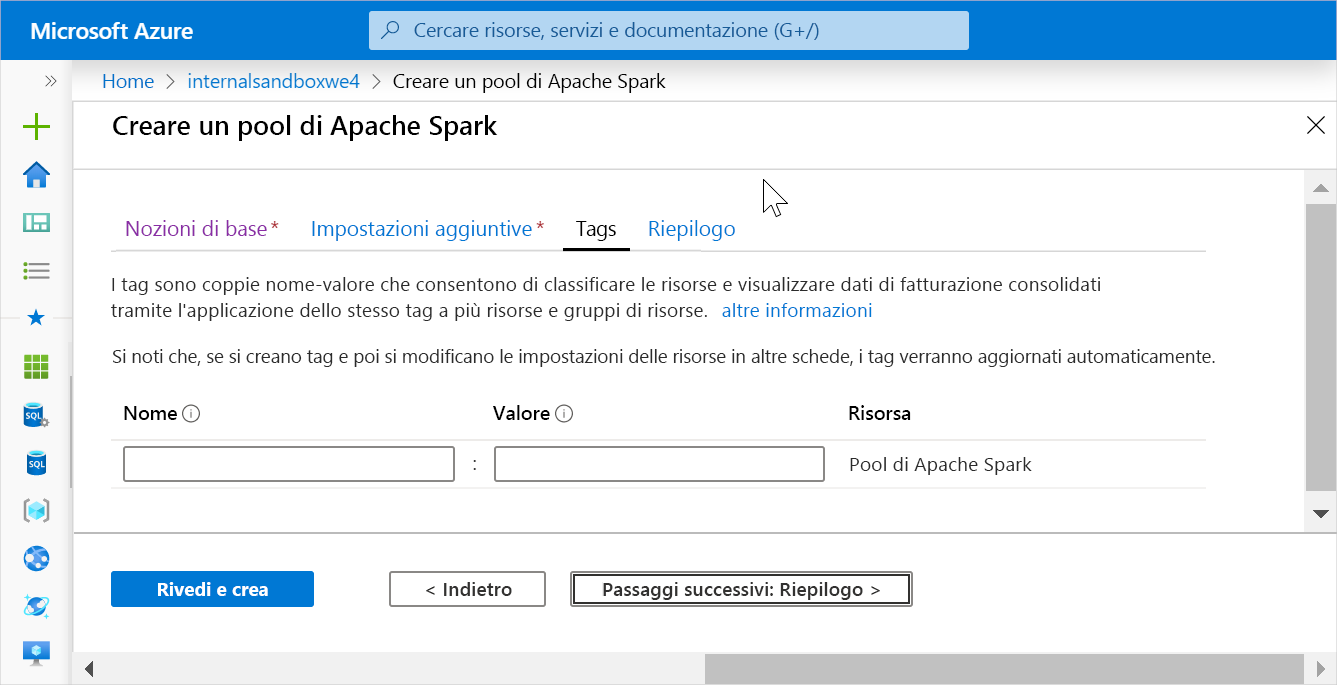 Microsoft Azure
Cercare risorse, servizi e documentazione (G+/)
Home > internalsandboxwe4 > Creare un pool di Apache Spark
Creare un pool di Apache Spark
Nozioni di base* Impostazioni aggiuntive* Tags Riepilogo
I tag sono coppie nome-valore che consentono di classificare le risorse e visualizzare dati di fatturazione consolidati
tramite l'applicazione dello stesso tag a più risorse e gruppi di risorse. altre informazioni
Si noti che, se si creano tag e poi si modificano le impostazioni delle risorse in altre schede, i tag verranno aggiornati automaticamente.
Nome Valore Risorsa
: Pool di Apache Spark
SQL
SQL
Rivedi e crea < Indietro Passaggi successivi: Riepilogo >